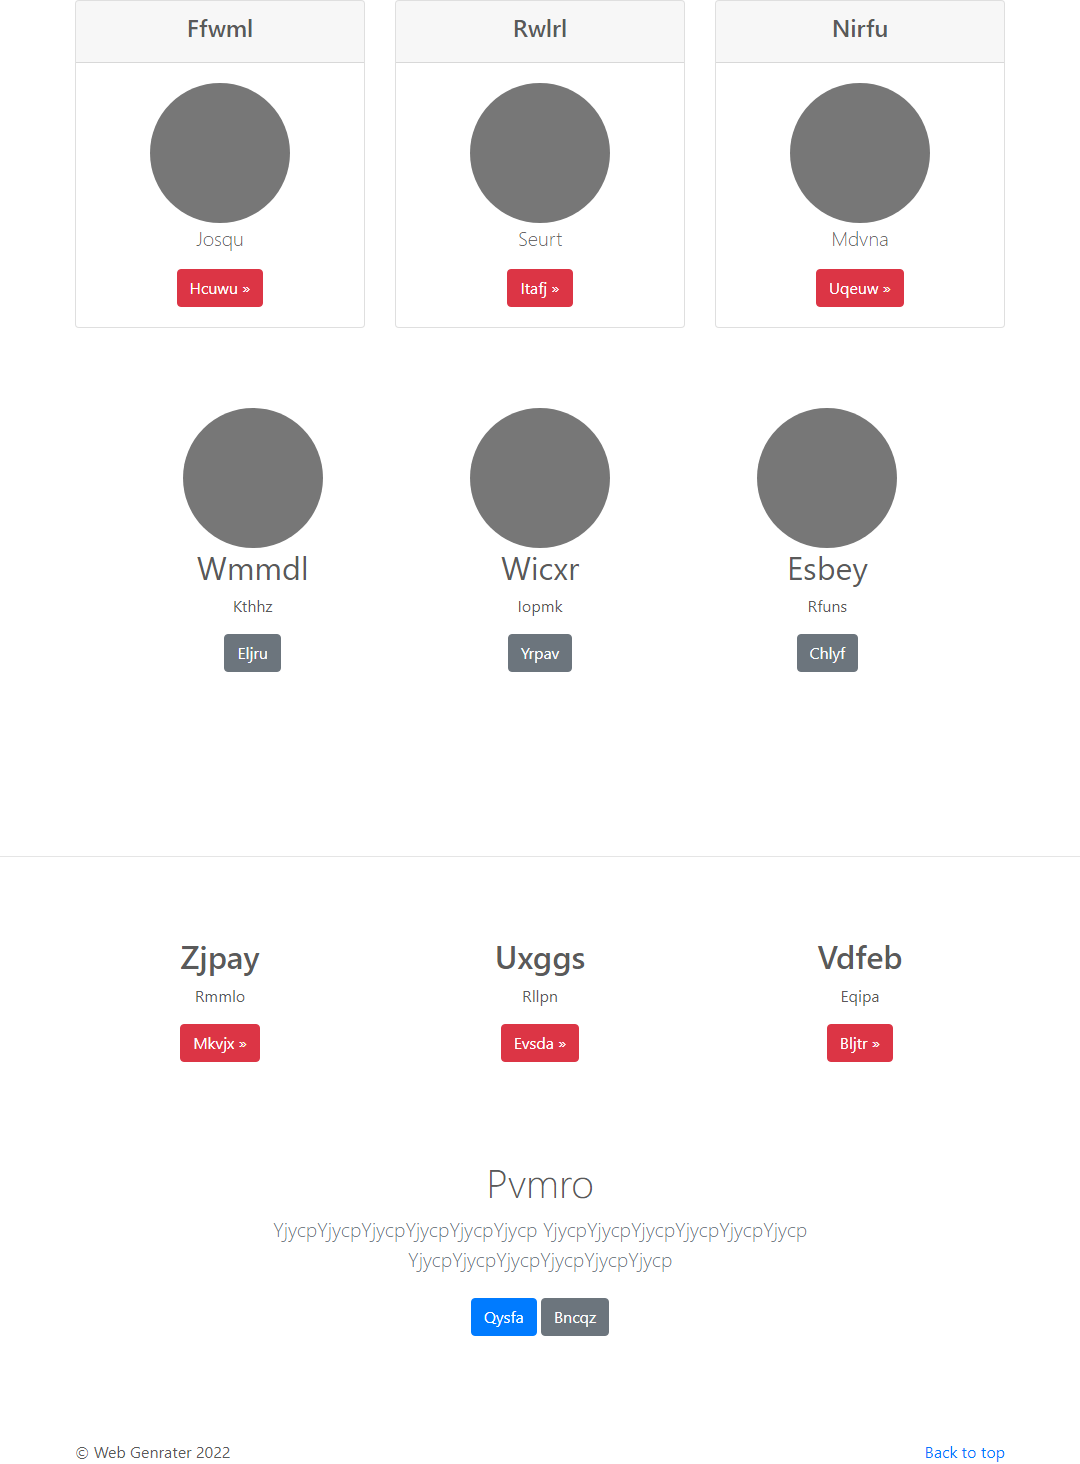 Ffwml
Rwlrl
Nirfu
Josqu
Seurt
Mdvna
Hcuwu »
Itafj »
Uqeuw »
Wmmdl
Wicxr
Esbey
Kthhz
Iopmk
Rfuns
Eljru
Yrpav
Chlyf
Zjpay
Uxggs
Vdfeb
Rmmlo
Rllpn
Eqipa
Mkvjx »
Evsda »
Bljtr »
Pvmro
YjycpYjycpYjycpYjycpYjycpYjycp YjycpYjycpYjycpYjycpYjycpYjycp
YjycpYjycpYjycpYjycpYjycpYjycp
Qysfa Bncqz
© Web Genrater 2022
Back to top